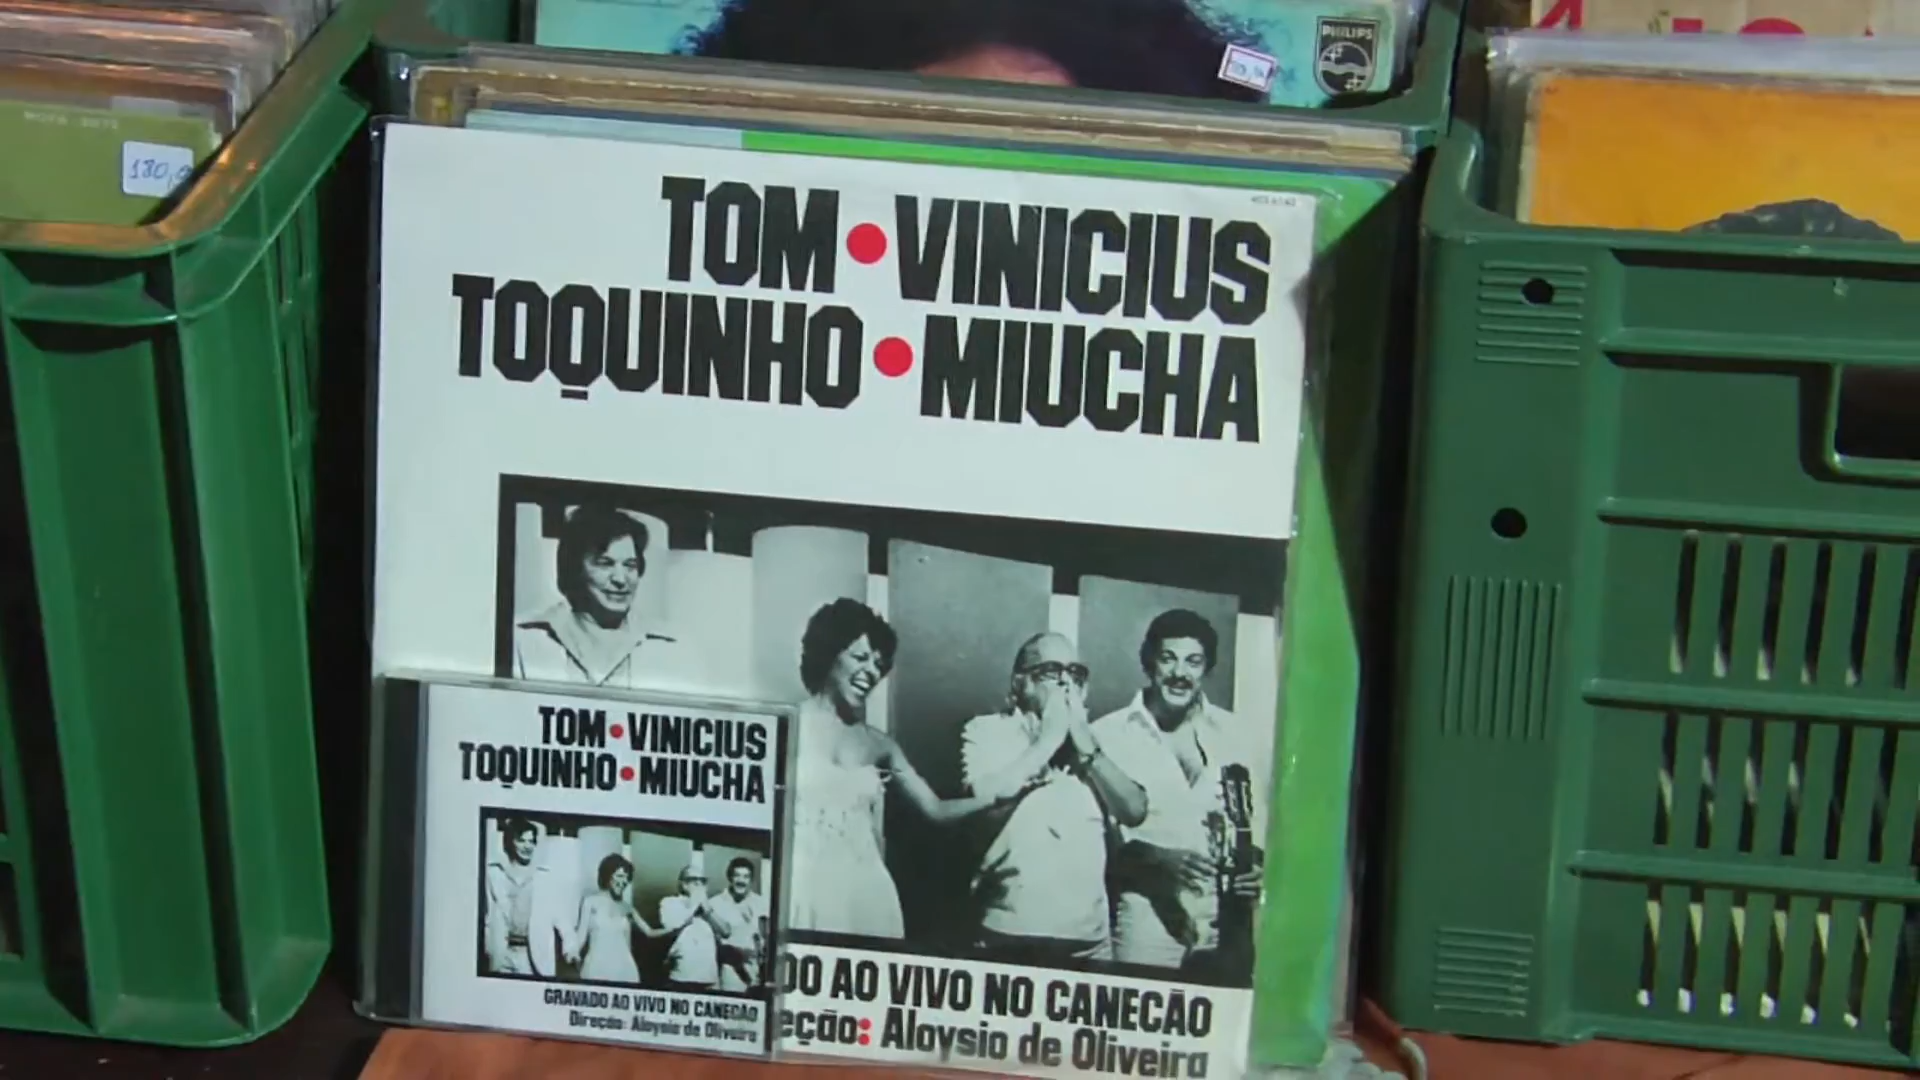 PHILIPS
180,0
TOM•VINICIUS
TOQUINHO•MIUCHA
DO AO VIVO NO CANECÃO
eção: Aloysio de Oliveira
TOM•VINICIUS
TOQUINHO•MIUCHA
GRAVADO AO VIVO NO CANECÃO
Direção: Aloysio de Oliveira